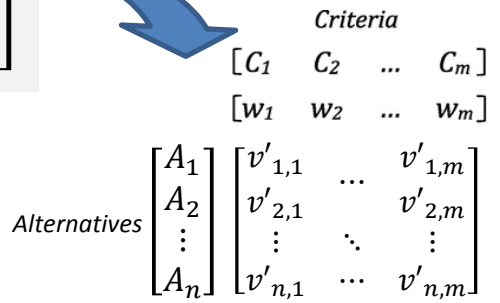 Criteria
[C₁ C₂ ... Cₘ]
[w₁ w₂ ... wₘ]
A₁ v′₁,₁ ... v′₁,ₘ
A₂ v′₂,₁ v′₂,ₘ
Alternatives
⋮ ⋮ ⋱ ⋮
Aₙ v′ₙ,₁ ⋯ v′ₙ,ₘ